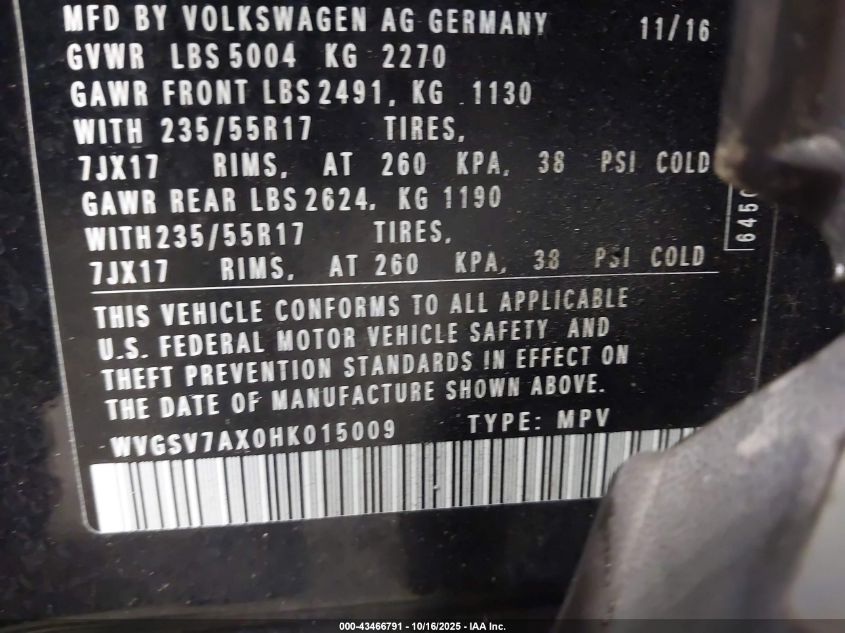 MFD BY VOLKSWAGEN AG GERMANY 11/16
GVWR LBS 5004 KG 2270
GAWR FRONT LBS 2491, KG 1130
WITH 235/55R17 TIRES,
7JX17 RIMS, AT 260 KPA, 38 PSI COLD
GAWR REAR LBS 2624, KG 1190
WITH 235/55R17 TIRES,
7JX17 RIMS, AT 260 KPA, 38 PSI COLD
THIS VEHICLE CONFORMS TO ALL APPLICABLE
U.S. FEDERAL MOTOR VEHICLE SAFETY AND
THEFT PREVENTION STANDARDS IN EFFECT ON
THE DATE OF MANUFACTURE SHOWN ABOVE.
WVGSV7AX0HK015009 TYPE: MPV
000-43466791 - 10/16/2025 - IAA Inc.